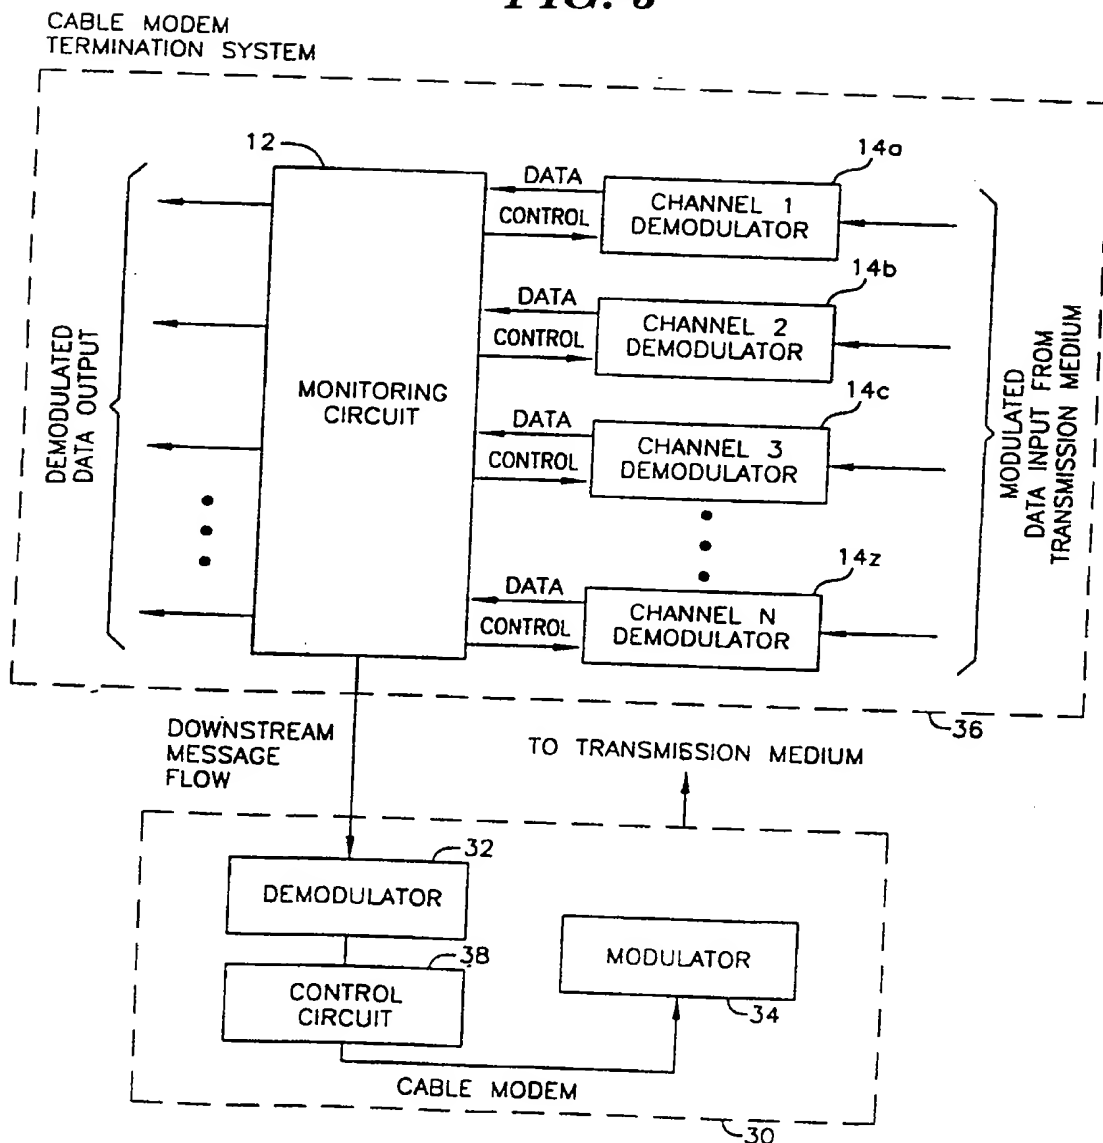 FIG.
CABLE MODEM
TERMINATION SYSTEM
12
14a
DATA
CONTROL
CHANNEL 1
DEMODULATOR
14b
DATA
CONTROL
CHANNEL 2
DEMODULATOR
DEMODULATED
DATA OUTPUT
MONITORING
CIRCUIT
MODULATED
DATA INPUT FROM
TRANSMISSION MEDIUM
14c
DATA
CONTROL
CHANNEL 3
DEMODULATOR
14z
DATA
CONTROL
CHANNEL N
DEMODULATOR
36
DOWNSTREAM
MESSAGE
FLOW
TO TRANSMISSION MEDIUM
32
DEMODULATOR
38
CONTROL
CIRCUIT
MODULATOR
34
CABLE MODEM
30